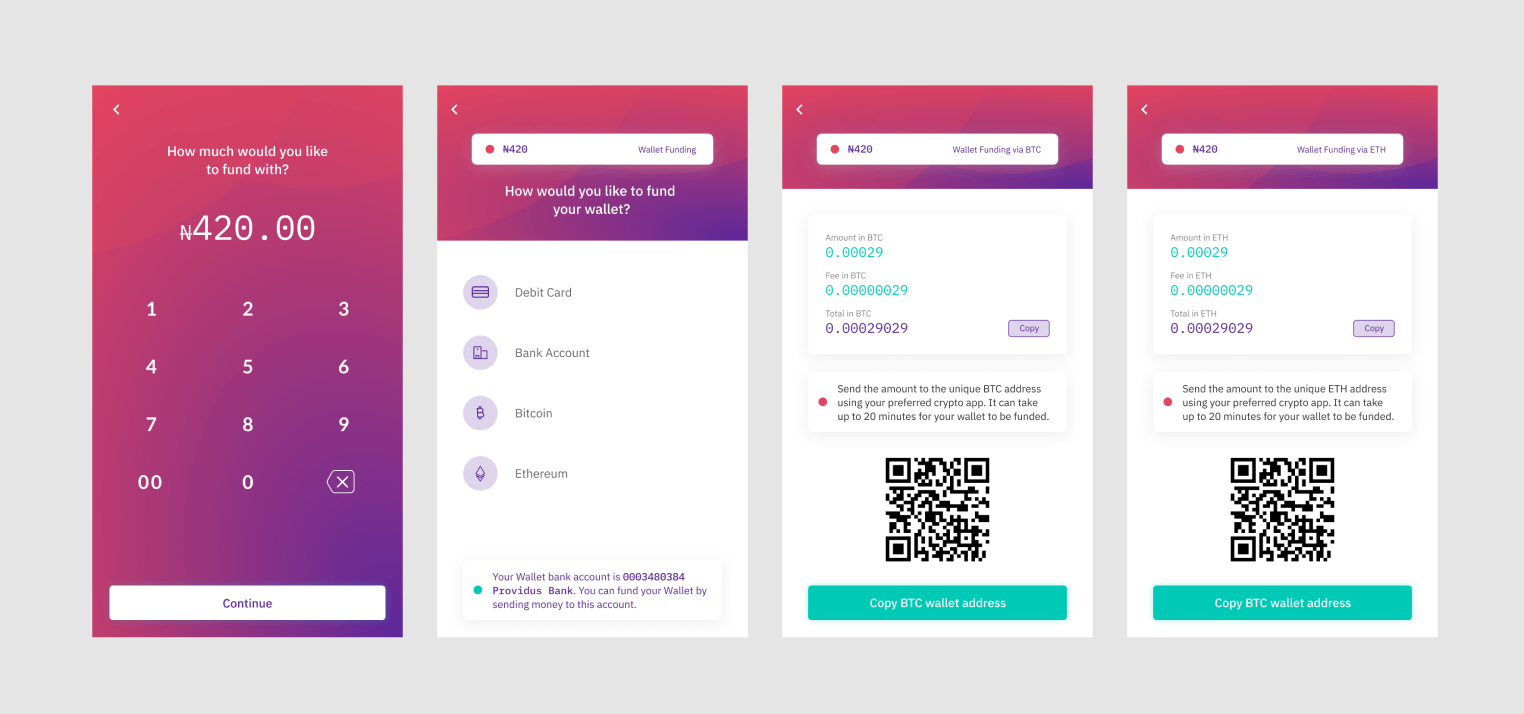 How much would you like
to fund with?
₦420.00
1 2 3
4 5 6
7 8 9
00 0
Continue
₦420 Wallet Funding
How would you like to fund
your wallet?
Debit Card
Bank Account
Bitcoin
Ethereum
Your Wallet bank account is 0003480384
Providus Bank. You can fund your Wallet by
sending money to this account.
₦420 Wallet Funding via BTC
Amount in BTC
0.00029
Fee in BTC
0.00000029
Total in BTC
0.00029029 Copy
Send the amount to the unique BTC address
using your preferred crypto app. It can take
up to 20 minutes for your wallet to be funded.
Copy BTC wallet address
₦420 Wallet Funding via ETH
Amount in ETH
0.00029
Fee in ETH
0.00000029
Total in ETH
0.00029029 Copy
Send the amount to the unique ETH address
using your preferred crypto app. It can take
up to 20 minutes for your wallet to be funded.
Copy BTC wallet address